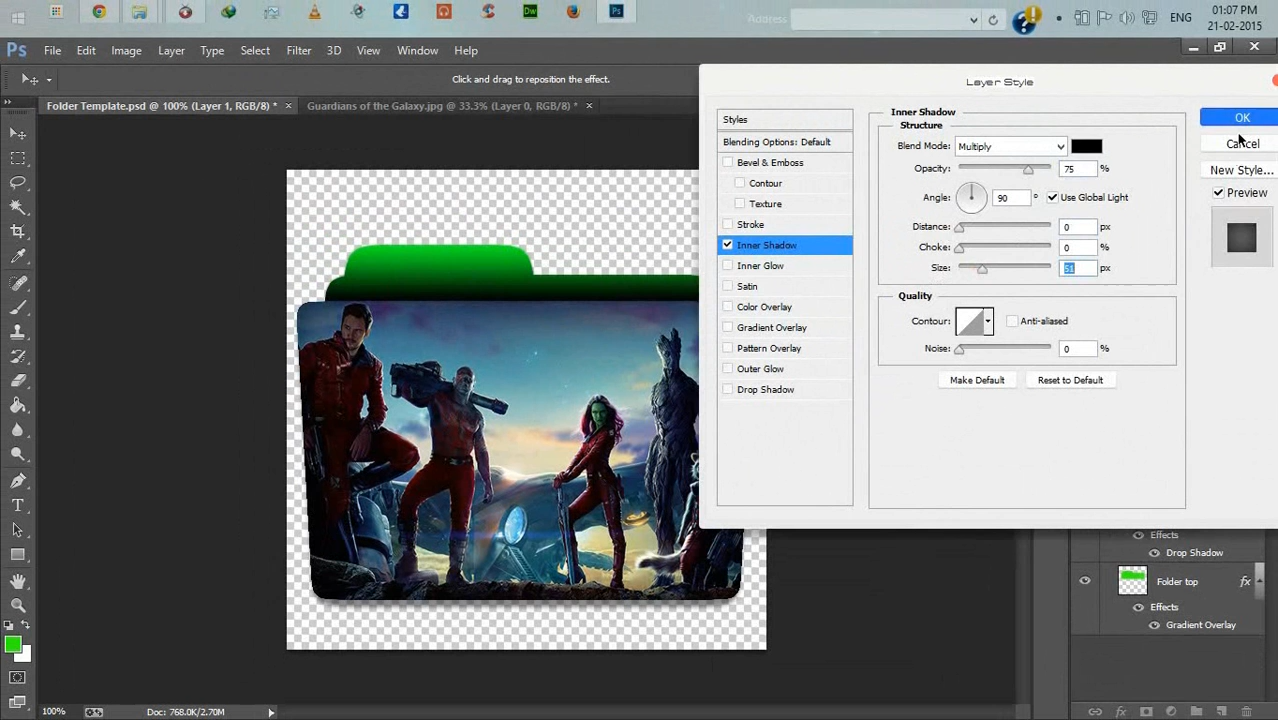 Address
ENG
01:07 PM
21-02-2015
Ps
File Edit Image Layer Type Select Filter 3D View Window Help
Click and drag to reposition the effect.
Folder Template.psd @ 100% (Layer 1, RGB/8) * ×
Guardians of the Galaxy.jpg @ 33.3% (Layer 0, RGB/8) * ×
Layer Style
Styles
Blending Options: Default
Bevel & Emboss
Contour
Texture
Stroke
Inner Shadow
Inner Glow
Satin
Color Overlay
Gradient Overlay
Pattern Overlay
Outer Glow
Drop Shadow
Inner Shadow
Structure
Blend Mode: Multiply
Opacity: 75 %
Angle: 90 ° Use Global Light
Distance: 0 px
Choke: 0 %
Size: 51 px
Quality
Contour: Anti-aliased
Noise: 0 %
Make Default Reset to Default
OK
Cancel
New Style...
Preview
Effects
Drop Shadow
Folder top fx
Effects
Gradient Overlay
100% Doc: 768.0K/2.70M